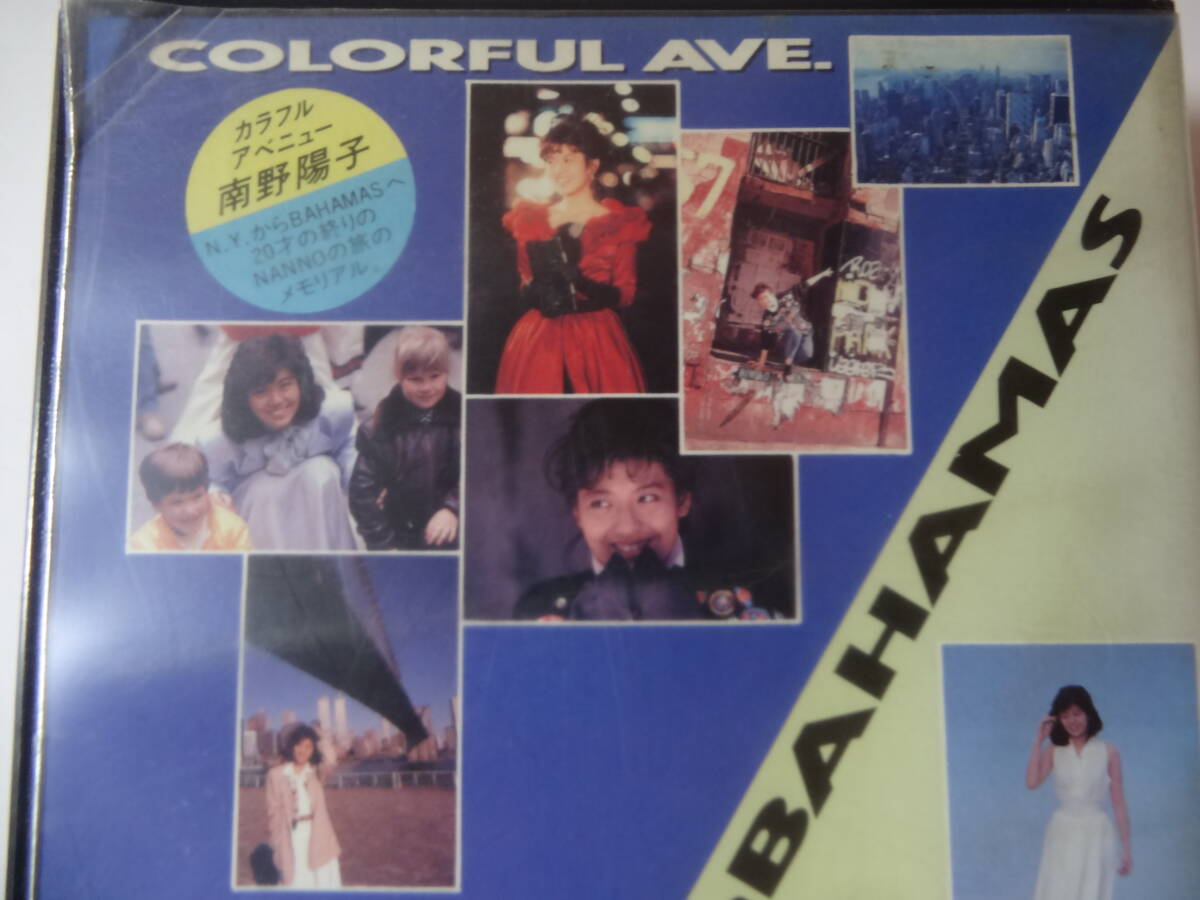 COLORFUL AVE.
カラフル
アベニュー
南野陽子
N.Y.からBAHAMASへ
20才の終りの
NANNOの旅の
メモリアル。
BAHAMAS